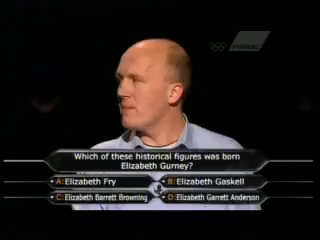 PRIME
Which of these historical figures was born
Elizabeth Gurney?
A: Elizabeth Fry
B: Elizabeth Gaskell
C: Elizabeth Barrett Browning
D: Elizabeth Garrett Anderson